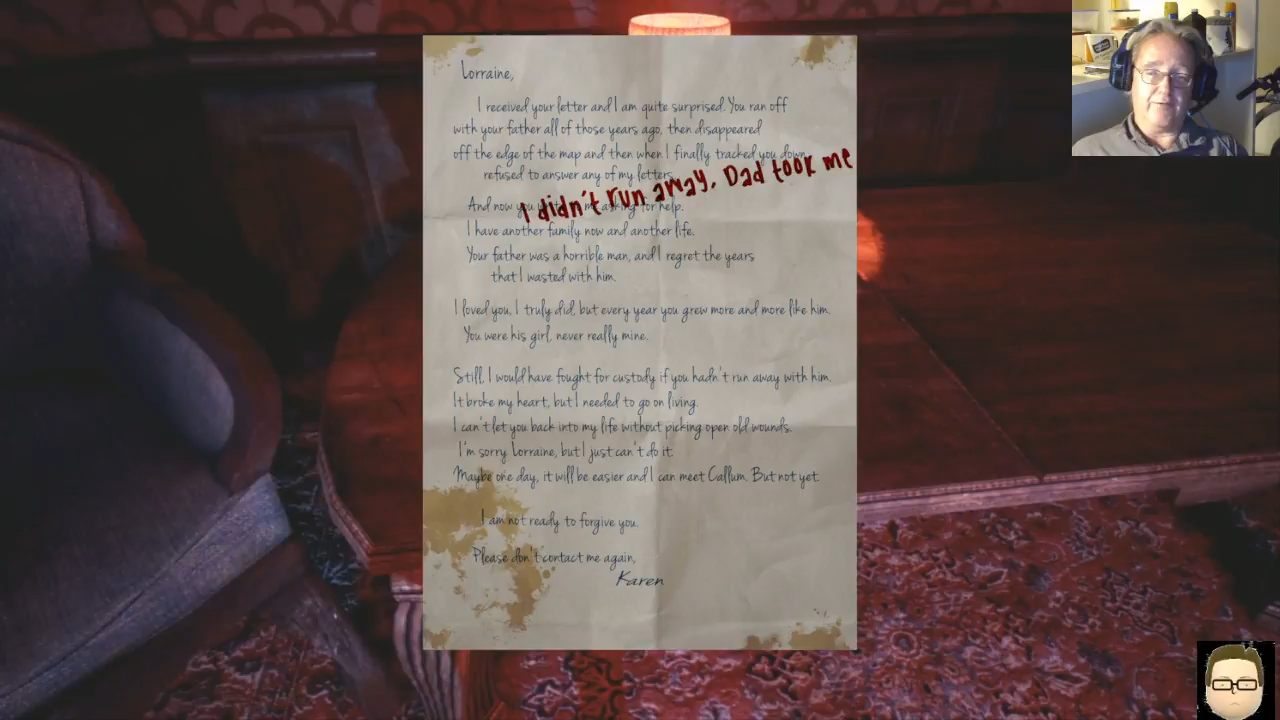 Lorraine,
I received your letter and I am quite surprised. You ran off
with your father all of those years ago, then disappeared
off the edge of the map and then when I finally tracked you down,
refused to answer any of my letters.
I didn't run away, Dad took me
And now you me asking for help.
I have another family now and another life.
Your father was a horrible man, and I regret the years
that I wasted with him.
I loved you, I truly did, but every year you grew more and more like him.
You were his girl, never really mine.
Still, I would have fought for custody if you hadn't run away with him.
It broke my heart, but I needed to go on living.
I can't let you back into my life without picking open old wounds.
I'm sorry Lorraine, but I just can't do it.
Maybe one day, it will be easier and I can meet Callum. But not yet.
I am not ready to forgive you.
Please don't contact me again,
Karen